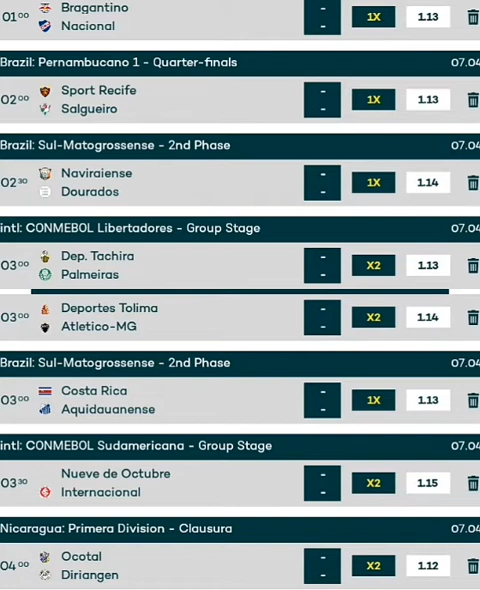 01:00 Bragantino - 1X 1.13
Nacional -
Brazil: Pernambucano 1 - Quarter-finals 07.04
02:00 Sport Recife - 1X 1.13
Salgueiro -
Brazil: Sul-Matogrossense - 2nd Phase 07.04
02:30 Naviraiense - 1X 1.14
Dourados -
intl: CONMEBOL Libertadores - Group Stage 07.04
03:00 Dep. Tachira - X2 1.13
Palmeiras -
03:00 Deportes Tolima - X2 1.14
Atletico-MG -
Brazil: Sul-Matogrossense - 2nd Phase 07.04
03:00 Costa Rica - 1X 1.13
Aquidauanense -
intl: CONMEBOL Sudamericana - Group Stage 07.04
03:30 Nueve de Octubre - X2 1.15
Internacional -
Nicaragua: Primera Division - Clausura 07.04
04:00 Ocotal - X2 1.12
Diriangen -